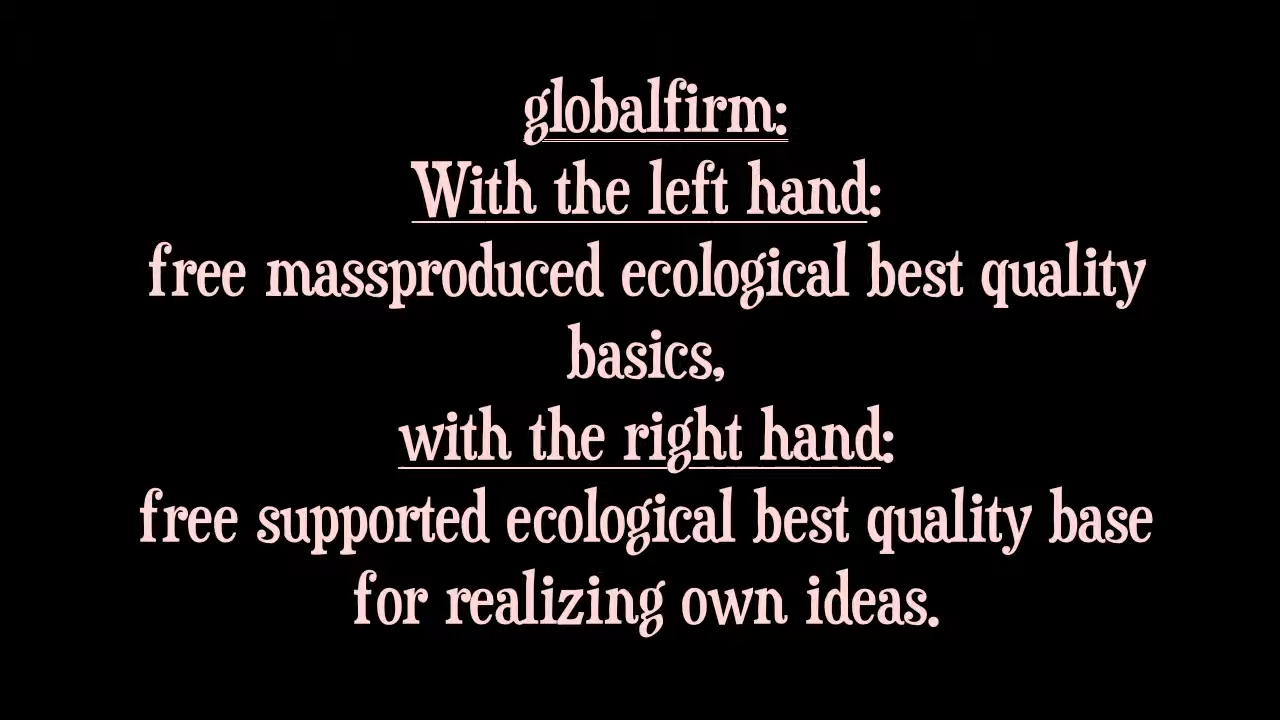 globalfirm:
With the left hand:
free massproduced ecological best quality
basics,
with the right hand:
free supported ecological best quality base
for realizing own ideas.